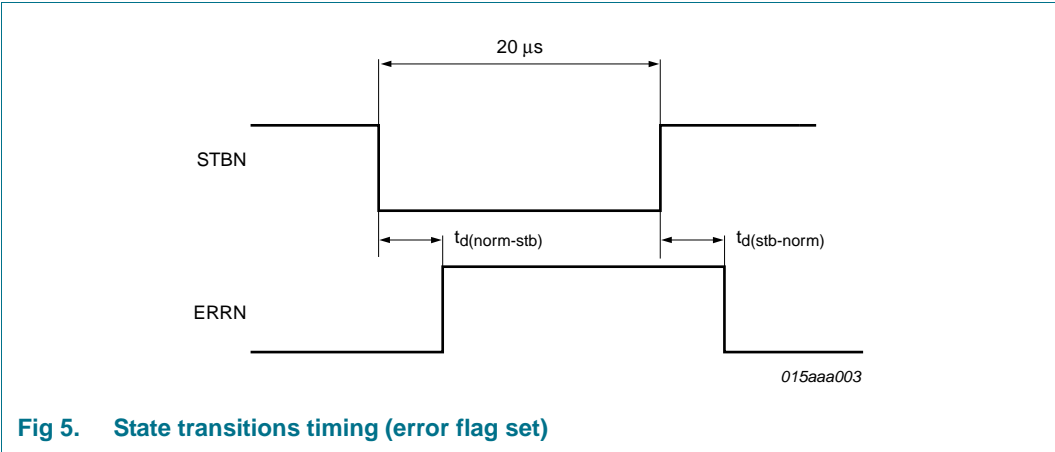 20 μs
STBN
td(norm-stb)
td(stb-norm)
ERRN
015aaa003
Fig 5. State transitions timing (error flag set)